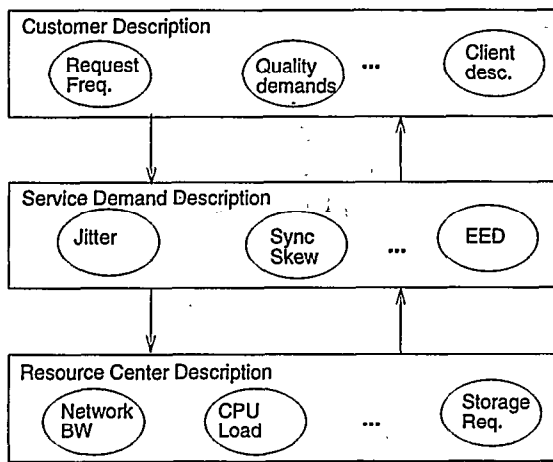 Customer Description
Request
Freq.
Quality
demands
...
Client
desc.
Service Demand Description
Jitter
Sync
Skew
...
EED
Resource Center Description
Network
BW
CPU
Load
...
Storage
Req.